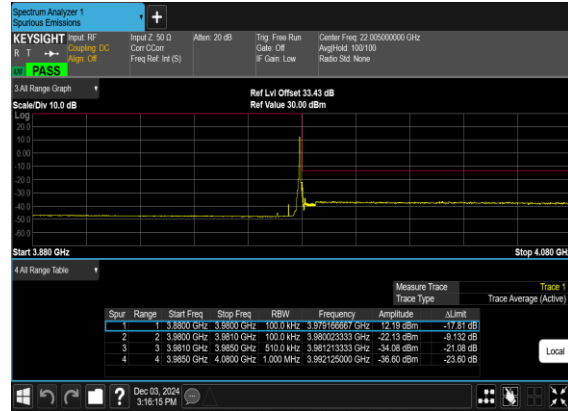 Spectrum Analyzer 1
Spurious Emissions
KEYSIGHT Input: RF Input Z: 50 Ω Atten: 20 dB Trig: Free Run Center Freq: 22.005000000 GHz
R T Coupling: DC Corr CCorr Gate: Off Avg|Hold: 100/100
Align: Off Freq Ref: Int (S) IF Gain: Low Radio Std: None
PASS
3 All Range Graph
Ref Lvl Offset 33.43 dB
Scale/Div 10.0 dB Ref Value 30.00 dBm
Log
20.0
10.0
0.00
-10.0
-20.0
-30.0
-40.0
-50.0
-60.0
Start 3.880 GHz Stop 4.080 GHz
4 All Range Table
Measure Trace Trace 1
Trace Type Trace Average (Active)
Spur Range Start Freq Stop Freq RBW Frequency Amplitude ΔLimit
1 1 3.8800 GHz 3.9800 GHz 100.0 kHz 3.979166667 GHz 12.19 dBm -17.81 dB
2 2 3.9800 GHz 3.9810 GHz 100.0 kHz 3.980023333 GHz -22.13 dBm -9.132 dB
3 3 3.9810 GHz 3.9850 GHz 510.0 kHz 3.981213333 GHz -34.08 dBm -21.08 dB
4 4 3.9850 GHz 4.0800 GHz 1.000 MHz 3.992125000 GHz -36.60 dBm -23.60 dB
Local
? Dec 03, 2024
3:16:15 PM